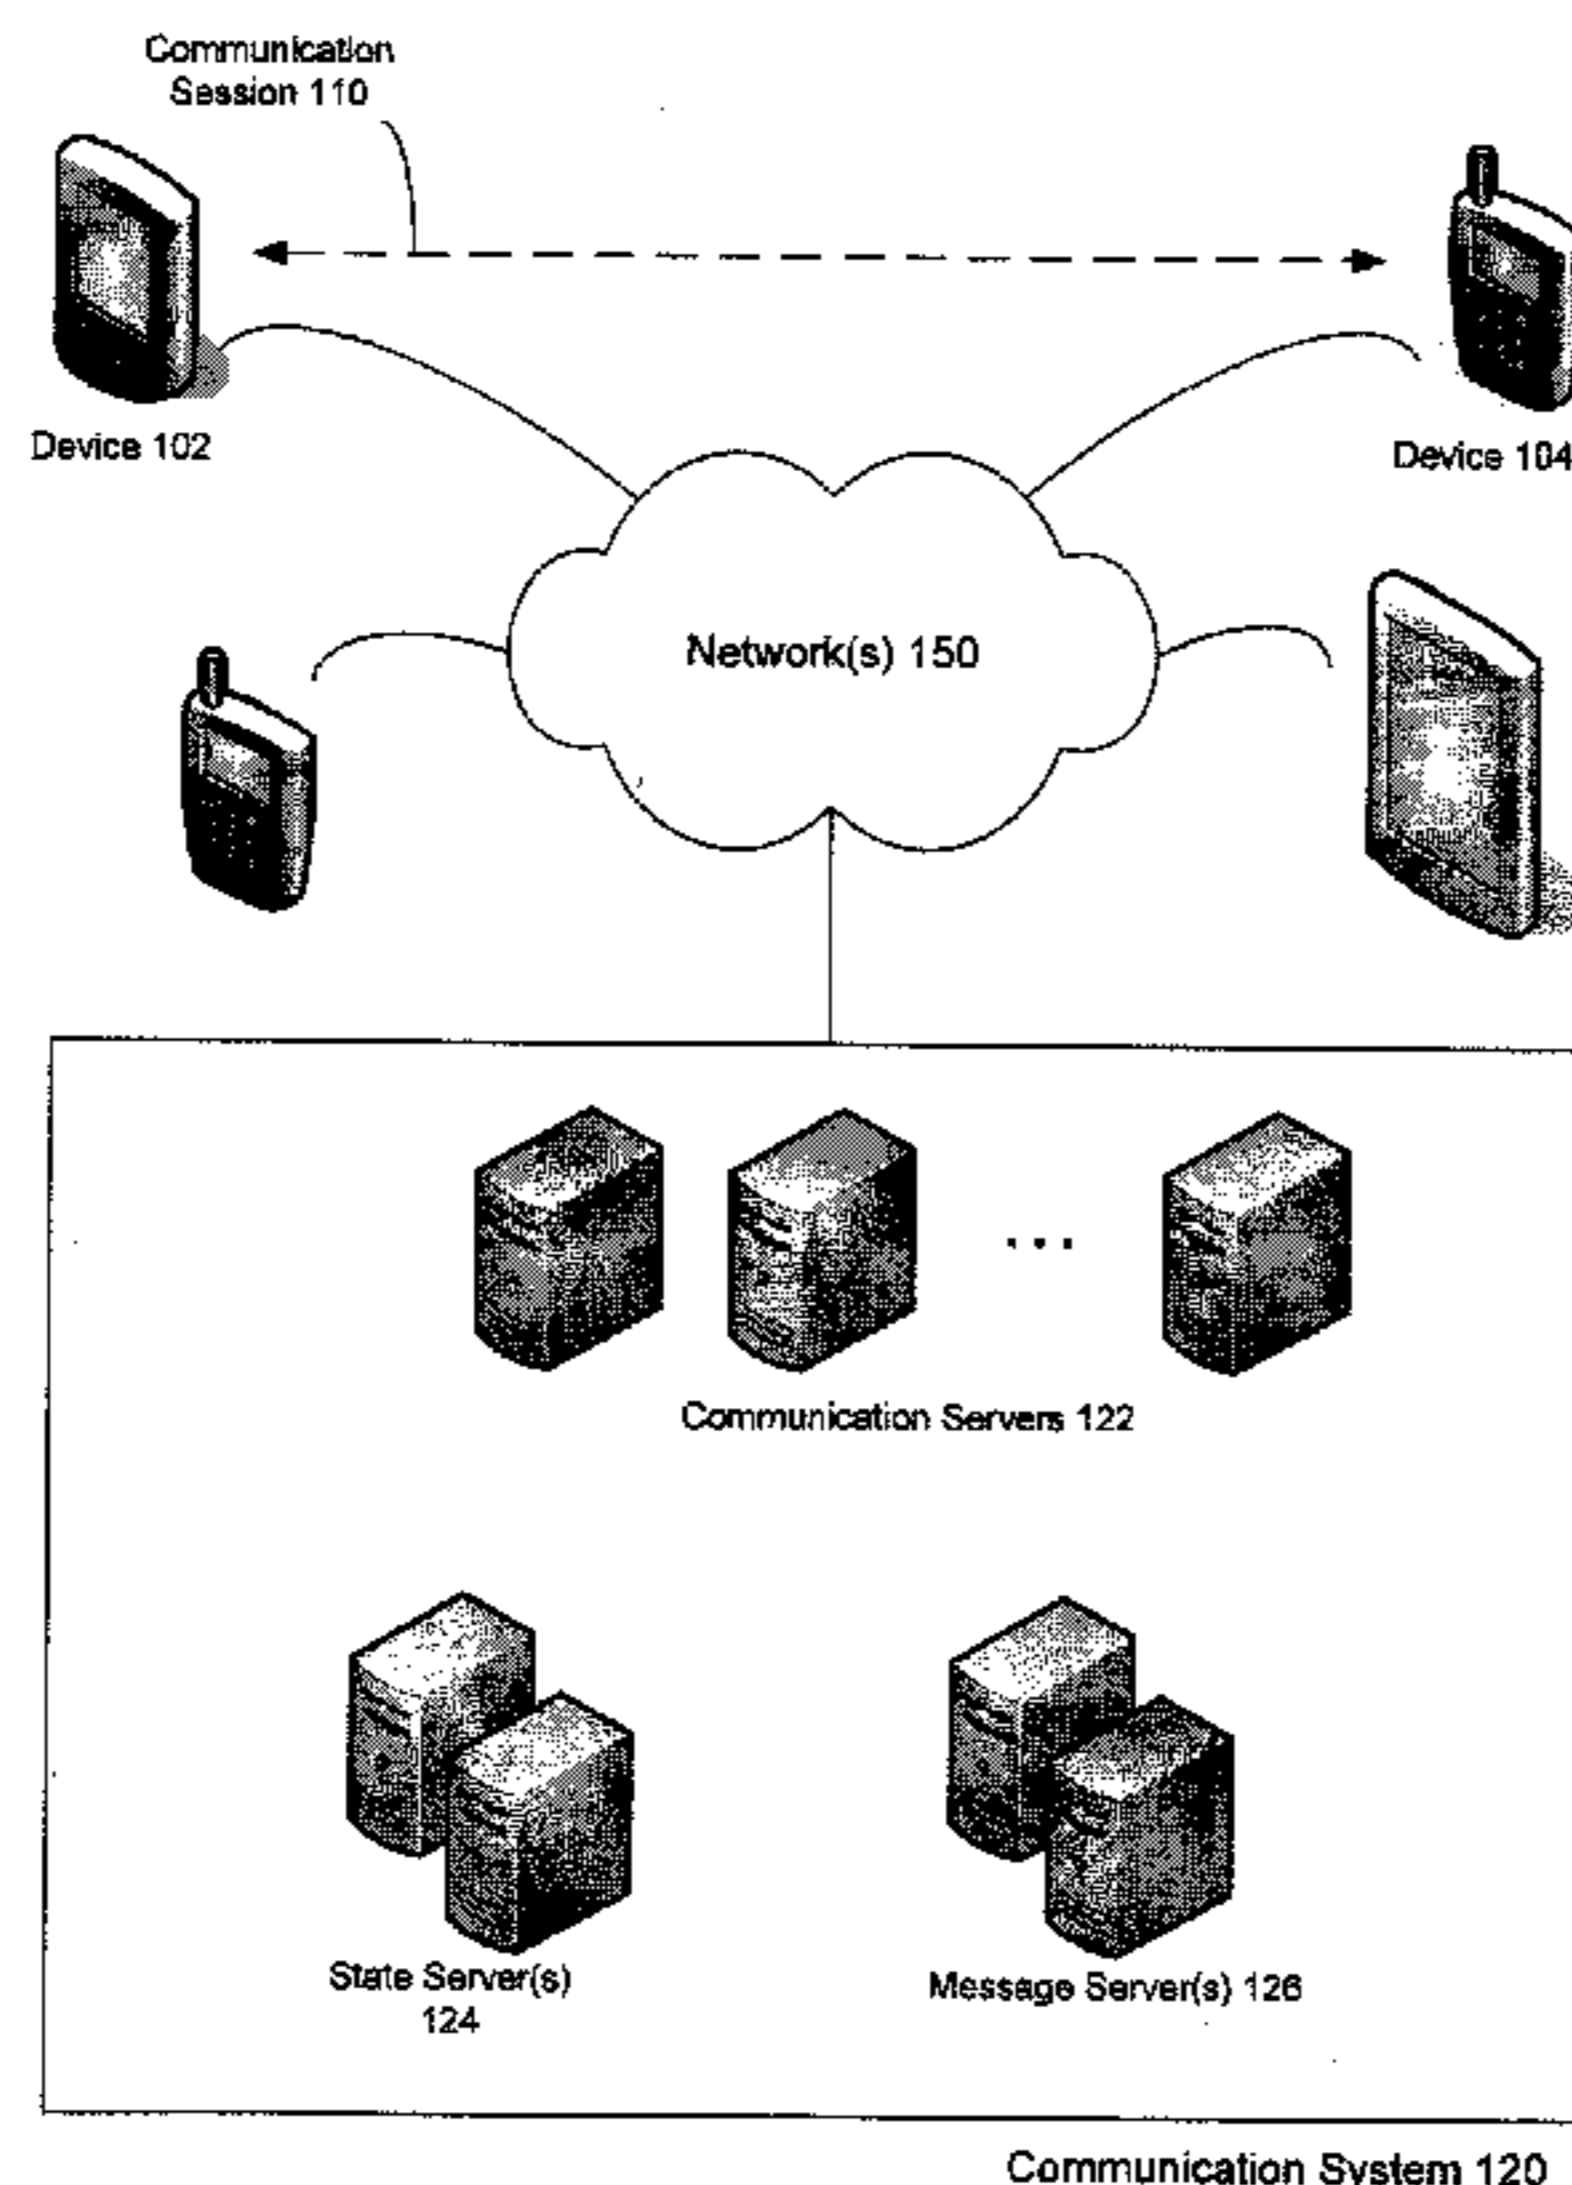 Communication
Session 110
Device 102
Device 104
Network(s) 150
Communication Servers 122
State Server(s)
124
Message Server(s) 126
Communication System 120